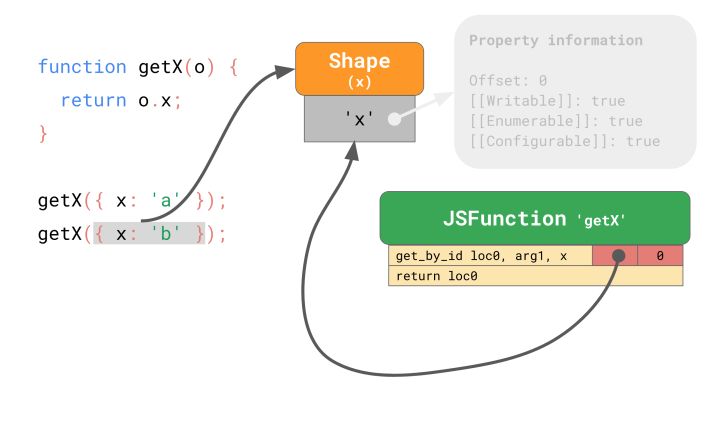 function getX(o) {
return o.x;
}
getX({ x: 'a' });
getX({ x: 'b' });
Shape
(x)
'x'
Property information
Offset: 0
[[Writable]]: true
[[Enumerable]]: true
[[Configurable]]: true
JSFunction 'getX'
get_by_id loc0, arg1, x
0
return loc0